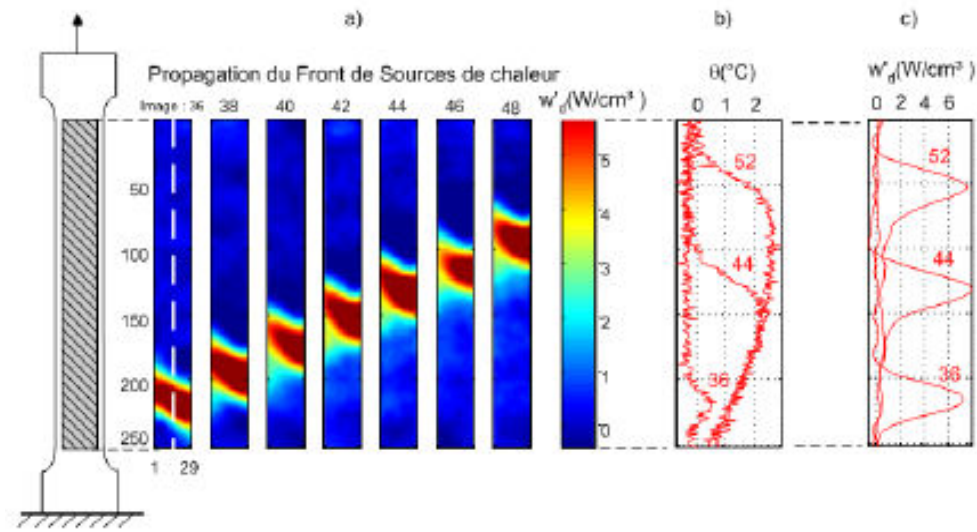 a) b) c)
Propagation du Front de Sources de chaleur
Image : 36 38 40 42 44 46 48
w'd(W/cm³ )
θ(°C)
0 1 2
w'd(W/cm³)
0 2 4 6
50
100
150
200
250
1 29
5
4
3
2
1
0
52
44
36
52
44
36